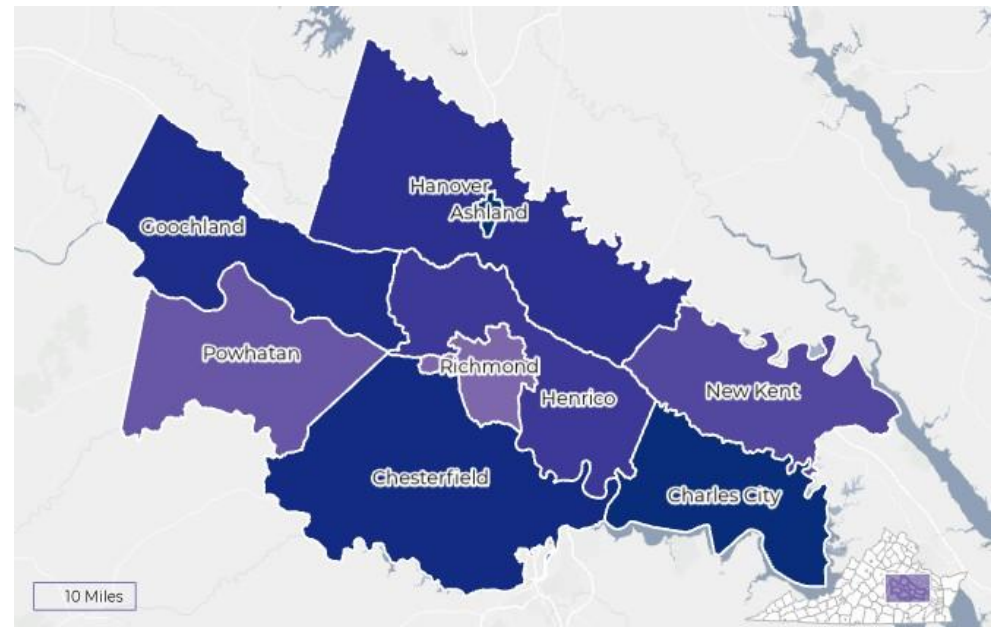 Hanover
Ashland
Goochland
Powhatan
Richmond
Henrico
New Kent
Chesterfield
Charles City
10 Miles